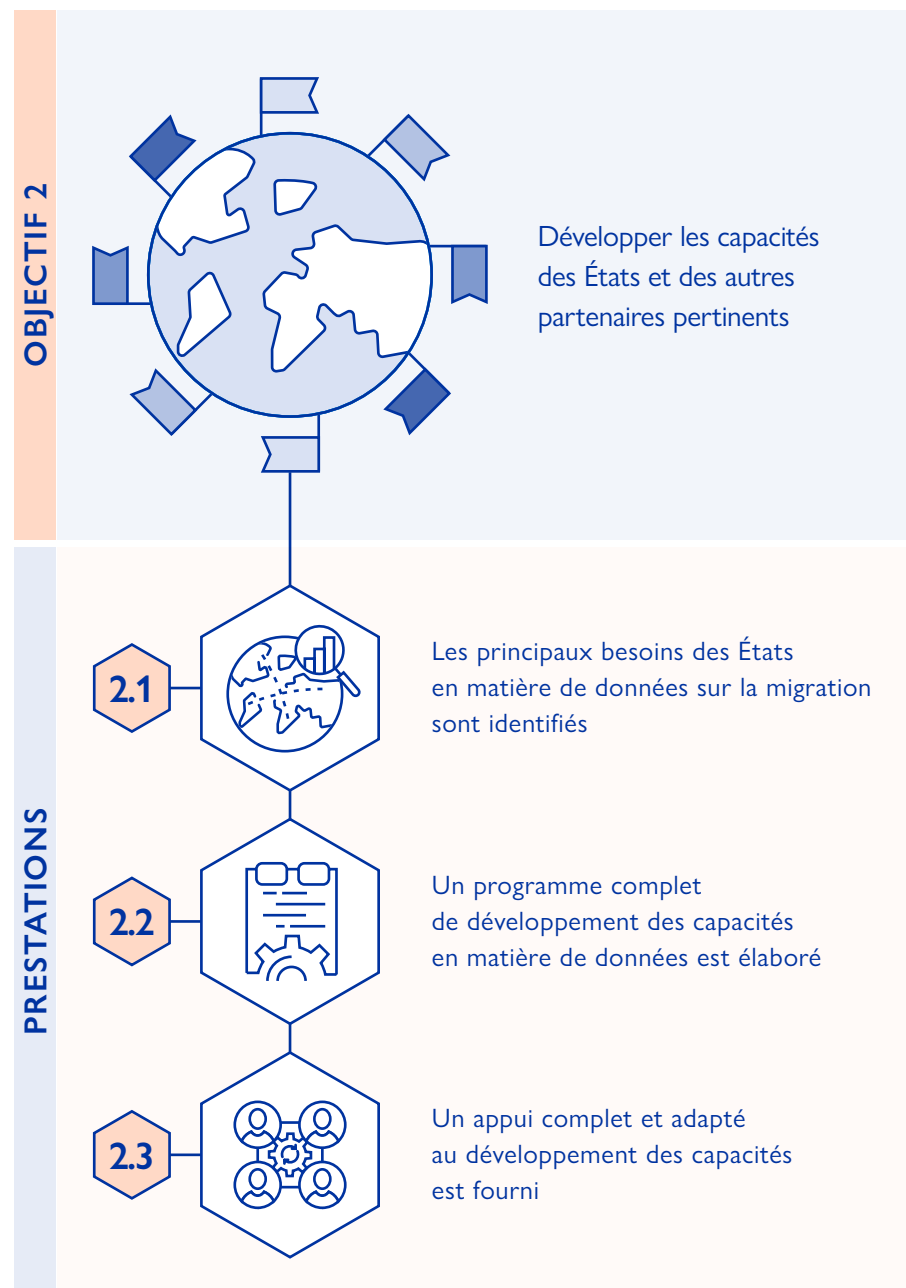 OBJECTIF 2
Développer les capacités
des États et des autres
partenaires pertinents
PRESTATIONS
2.1
Les principaux besoins des États
en matière de données sur la migration
sont identifiés
2.2
Un programme complet
de développement des capacités
en matière de données est élaboré
2.3
Un appui complet et adapté
au développement des capacités
est fourni